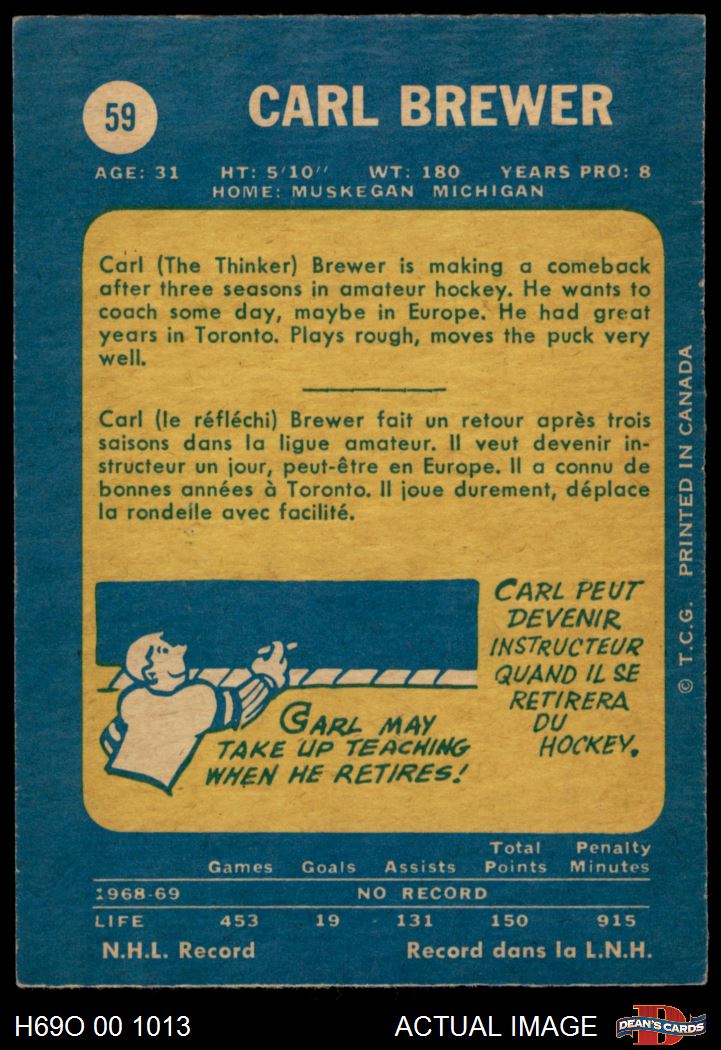 59
CARL BREWER
AGE: 31 HT: 5'10" WT: 180 YEARS PRO: 8
HOME: MUSKEGAN MICHIGAN
Carl (The Thinker) Brewer is making a comeback
after three seasons in amateur hockey. He wants to
coach some day, maybe in Europe. He had great
years in Toronto. Plays rough, moves the puck very
well.
Carl (le réfléchi) Brewer fait un retour après trois
saisons dans la ligue amateur. Il veut devenir in-
structeur un jour, peut-être en Europe. Il a connu de
bonnes années à Toronto. Il joue durement, déplace
la rondelle avec facilité.
CARL MAY
TAKE UP TEACHING
WHEN HE RETIRES!
CARL PEUT
DEVENIR
INSTRUCTEUR
QUAND IL SE
RETIRERA
DU
HOCKEY.
© T.C.G. PRINTED IN CANADA
Games Goals Assists Total Points Penalty Minutes
1968-69 NO RECORD
LIFE 453 19 131 150 915
N.H.L. Record Record dans la L.N.H.
H69O 00 1013 ACTUAL IMAGE
D
DEAN'S CARDS